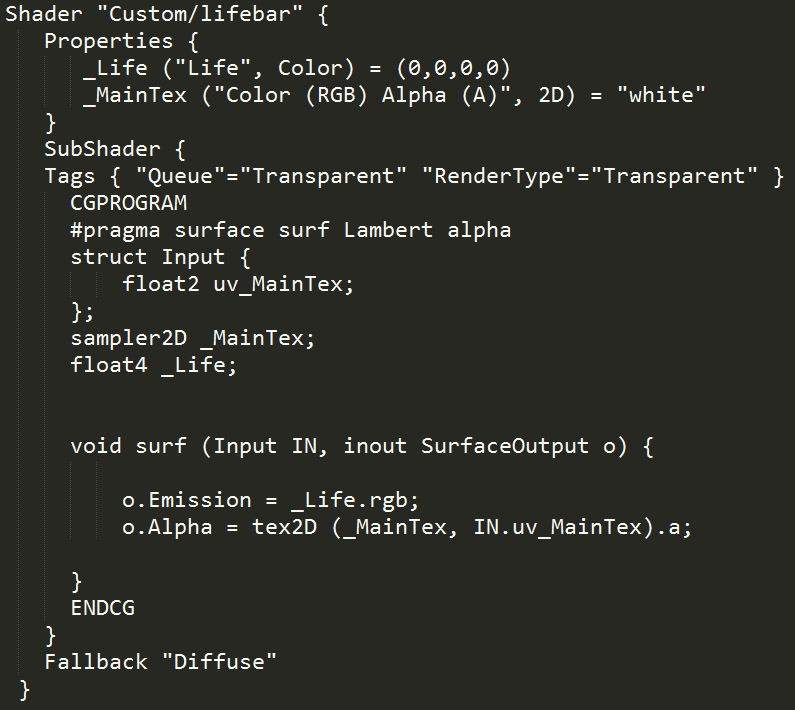 Shader "Custom/lifebar" {
Properties {
_Life ("Life", Color) = (0,0,0,0)
_MainTex ("Color (RGB) Alpha (A)", 2D) = "white"
}
SubShader {
Tags { "Queue"="Transparent" "RenderType"="Transparent" }
CGPROGRAM
#pragma surface surf Lambert alpha
struct Input {
float2 uv_MainTex;
};
sampler2D _MainTex;
float4 _Life;
void surf (Input IN, inout SurfaceOutput o) {
o.Emission = _Life.rgb;
o.Alpha = tex2D (_MainTex, IN.uv_MainTex).a;
}
ENDCG
}
Fallback "Diffuse"
}